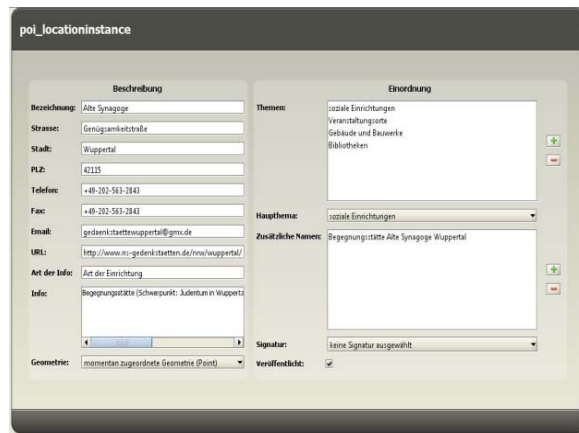 poi_locationinstance
Beschreibung
Bezeichnung: Alte Synagoge
Strasse: Genügsamkeitstraße
Stadt: Wuppertal
PLZ: 42115
Telefon: +49-202-563-2843
Fax: +49-202-563-2843
Email: gedaenkstaettewuppertal@gmx.de
URL: http://www.ns-gedenkstaetten.de/nrw/wuppertal/
Art der Info: Art der Einrichtung
Info: Begegnungsstätte (Schwerpunkt: Judentum in Wupperta
Geometrie: momentan zugeordnete Geometrie (Point)
Einordnung
Themen: soziale Einrichtungen
Veranstaltungsorte
Gebäude und Bauwerke
Bibliotheken
Hauptthema: soziale Einrichtungen
Zusätzliche Namen: Begegnungsstätte Alte Synagoge Wuppertal
Signatur: keine Signatur ausgewählt
Veröffentlicht: